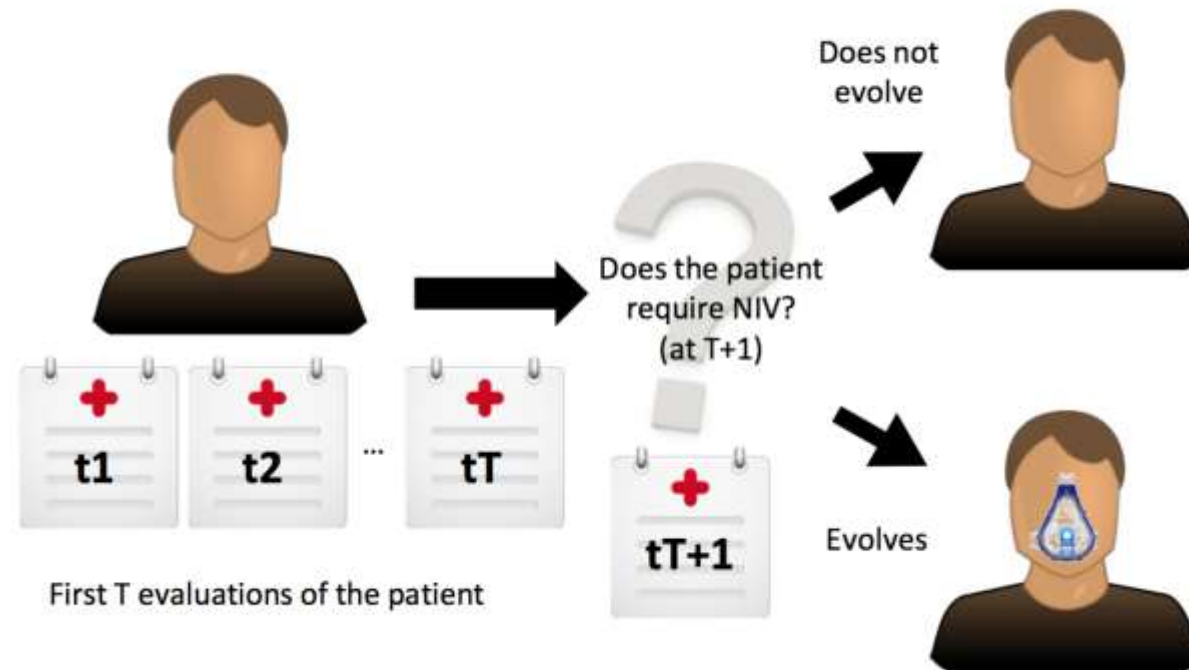 Does not
evolve
Does the patient
require NIV?
(at T+1)
t1
t2
...
tT
tT+1
Evolves
First T evaluations of the patient